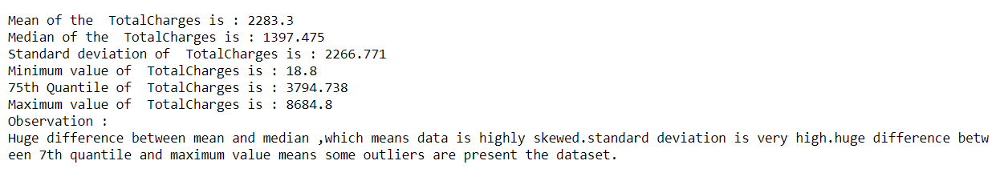 Mean of the  TotalCharges is : 2283.3
Median of the  TotalCharges is : 1397.475
Standard deviation of  TotalCharges is : 2266.771
Minimum value of  TotalCharges is : 18.8
75th Quantile of  TotalCharges is : 3794.738
Maximum value of  TotalCharges is : 8684.8
Observation :
Huge difference between mean and median ,which means data is highly skewed.standard deviation is very high.huge difference betw
een 7th quantile and maximum value means some outliers are present the dataset.